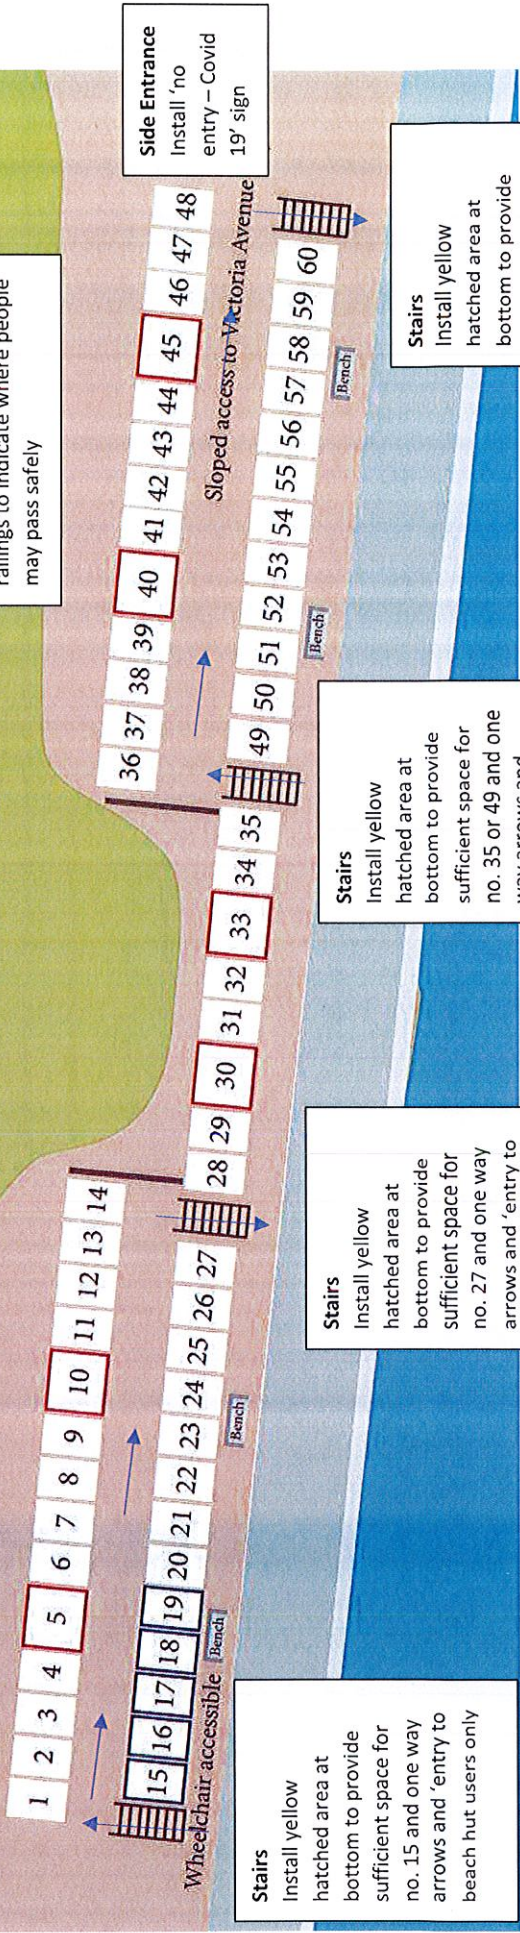 railings to indicate where people
may pass safely
Side Entrance
Install ‘no
entry – Covid
19’ sign
1 2 3 4 5 6 7 8 9 10 11 12 13 14
36 37 38 39 40 41 42 43 44 45 46 47 48
Sloped access to Victoria Avenue
15 16 17 18 19 20 21 22 23 24 25 26 27
28 29 30 31 32 33 34 35
49 50 51 52 53 54 55 56 57 58 59 60
Wheelchair accessible
Bench
Bench
Bench
Bench
Stairs
Install yellow
hatched area at
bottom to provide
sufficient space for
no. 15 and one way
arrows and ‘entry to
beach hut users only
Stairs
Install yellow
hatched area at
bottom to provide
sufficient space for
no. 27 and one way
arrows and ‘entry to
Stairs
Install yellow
hatched area at
bottom to provide
sufficient space for
no. 35 or 49 and one
way arrows and
Stairs
Install yellow
hatched area at
bottom to provide